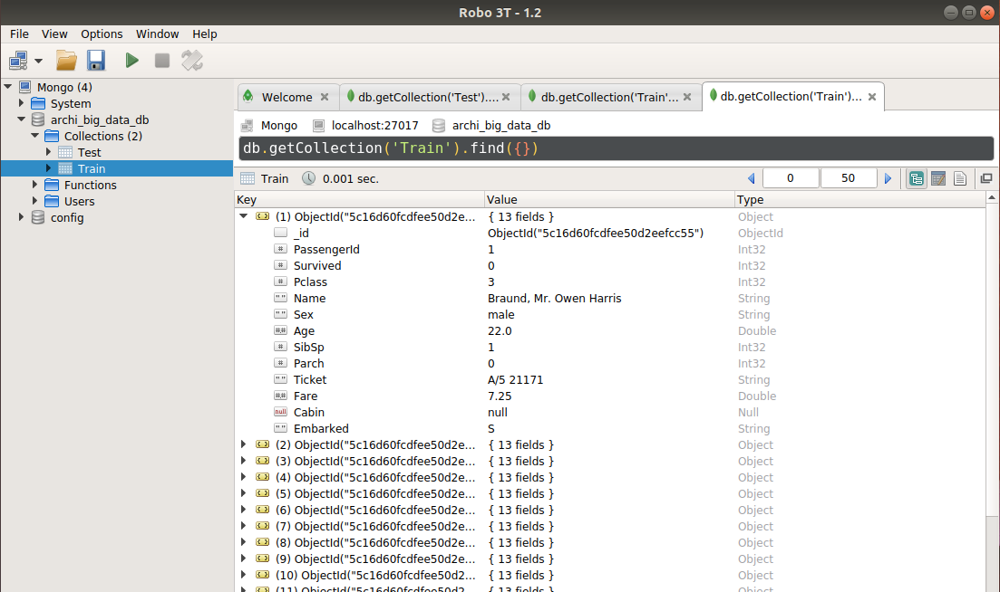 Robo 3T - 1.2
File View Options Window Help
Mongo (4)
System
archi_big_data_db
Collections (2)
Test
Train
Functions
Users
config
Welcome
db.getCollection('Test')....
db.getCollection('Train'...
db.getCollection('Train')...
Mongo localhost:27017 archi_big_data_db
db.getCollection('Train').find({})
Train 0.001 sec. 0 50
Key Value Type
(1) ObjectId("5c16d60fcdfee50d2e... { 13 fields } Object
_id ObjectId("5c16d60fcdfee50d2eefcc55") ObjectId
# PassengerId 1 Int32
# Survived 0 Int32
# Pclass 3 Int32
" " Name Braund, Mr. Owen Harris String
" " Sex male String
#.# Age 22.0 Double
# SibSp 1 Int32
# Parch 0 Int32
" " Ticket A/5 21171 String
#.# Fare 7.25 Double
null Cabin null Null
" " Embarked S String
(2) ObjectId("5c16d60fcdfee50d2e... { 13 fields } Object
(3) ObjectId("5c16d60fcdfee50d2e... { 13 fields } Object
(4) ObjectId("5c16d60fcdfee50d2e... { 13 fields } Object
(5) ObjectId("5c16d60fcdfee50d2e... { 13 fields } Object
(6) ObjectId("5c16d60fcdfee50d2e... { 13 fields } Object
(7) ObjectId("5c16d60fcdfee50d2e... { 13 fields } Object
(8) ObjectId("5c16d60fcdfee50d2e... { 13 fields } Object
(9) ObjectId("5c16d60fcdfee50d2e... { 13 fields } Object
(10) ObjectId("5c16d60fcdfee50d2... { 13 fields } Object
(11) ObjectId("5c16d60fcdfee50d2... { 13 fields } Object